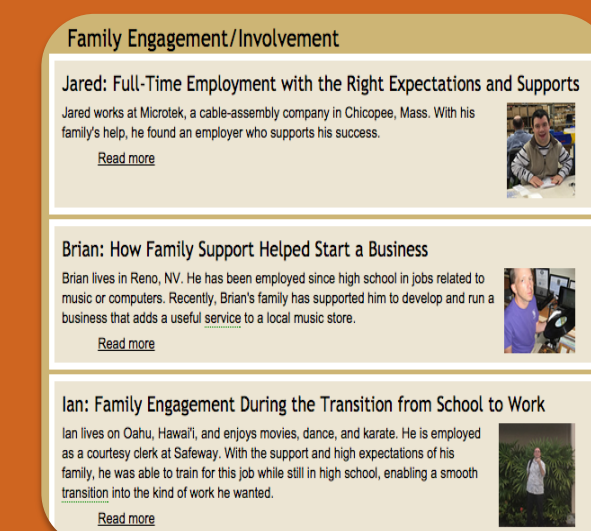 Family Engagement/Involvement
Jared: Full-Time Employment with the Right Expectations and Supports
Jared works at Microtek, a cable-assembly company in Chicopee, Mass. With his
family's help, he found an employer who supports his success.
Read more
Brian: How Family Support Helped Start a Business
Brian lives in Reno, NV. He has been employed since high school in jobs related to
music or computers. Recently, Brian's family has supported him to develop and run a
business that adds a useful service to a local music store.
Read more
Ian: Family Engagement During the Transition from School to Work
Ian lives on Oahu, Hawai'i, and enjoys movies, dance, and karate. He is employed
as a courtesy clerk at Safeway. With the support and high expectations of his
family, he was able to train for this job while still in high school, enabling a smooth
transition into the kind of work he wanted.
Read more